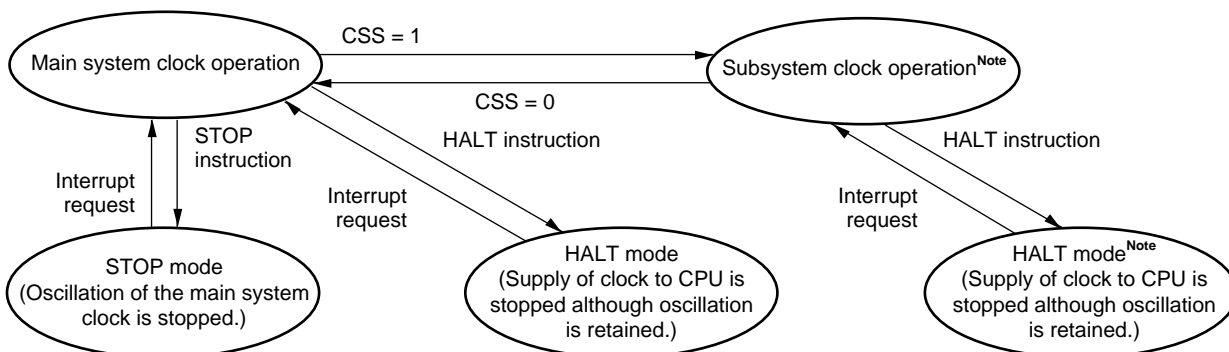 CSS = 1
Main system clock operation
Subsystem clock operationNote
CSS = 0
STOP
instruction
HALT instruction
HALT instruction
Interrupt
request
Interrupt
request
Interrupt
request
STOP mode
(Oscillation of the main system
clock is stopped.)
HALT mode
(Supply of clock to CPU is
stopped although oscillation
is retained.)
HALT modeNote
(Supply of clock to CPU is
stopped although oscillation
is retained.)